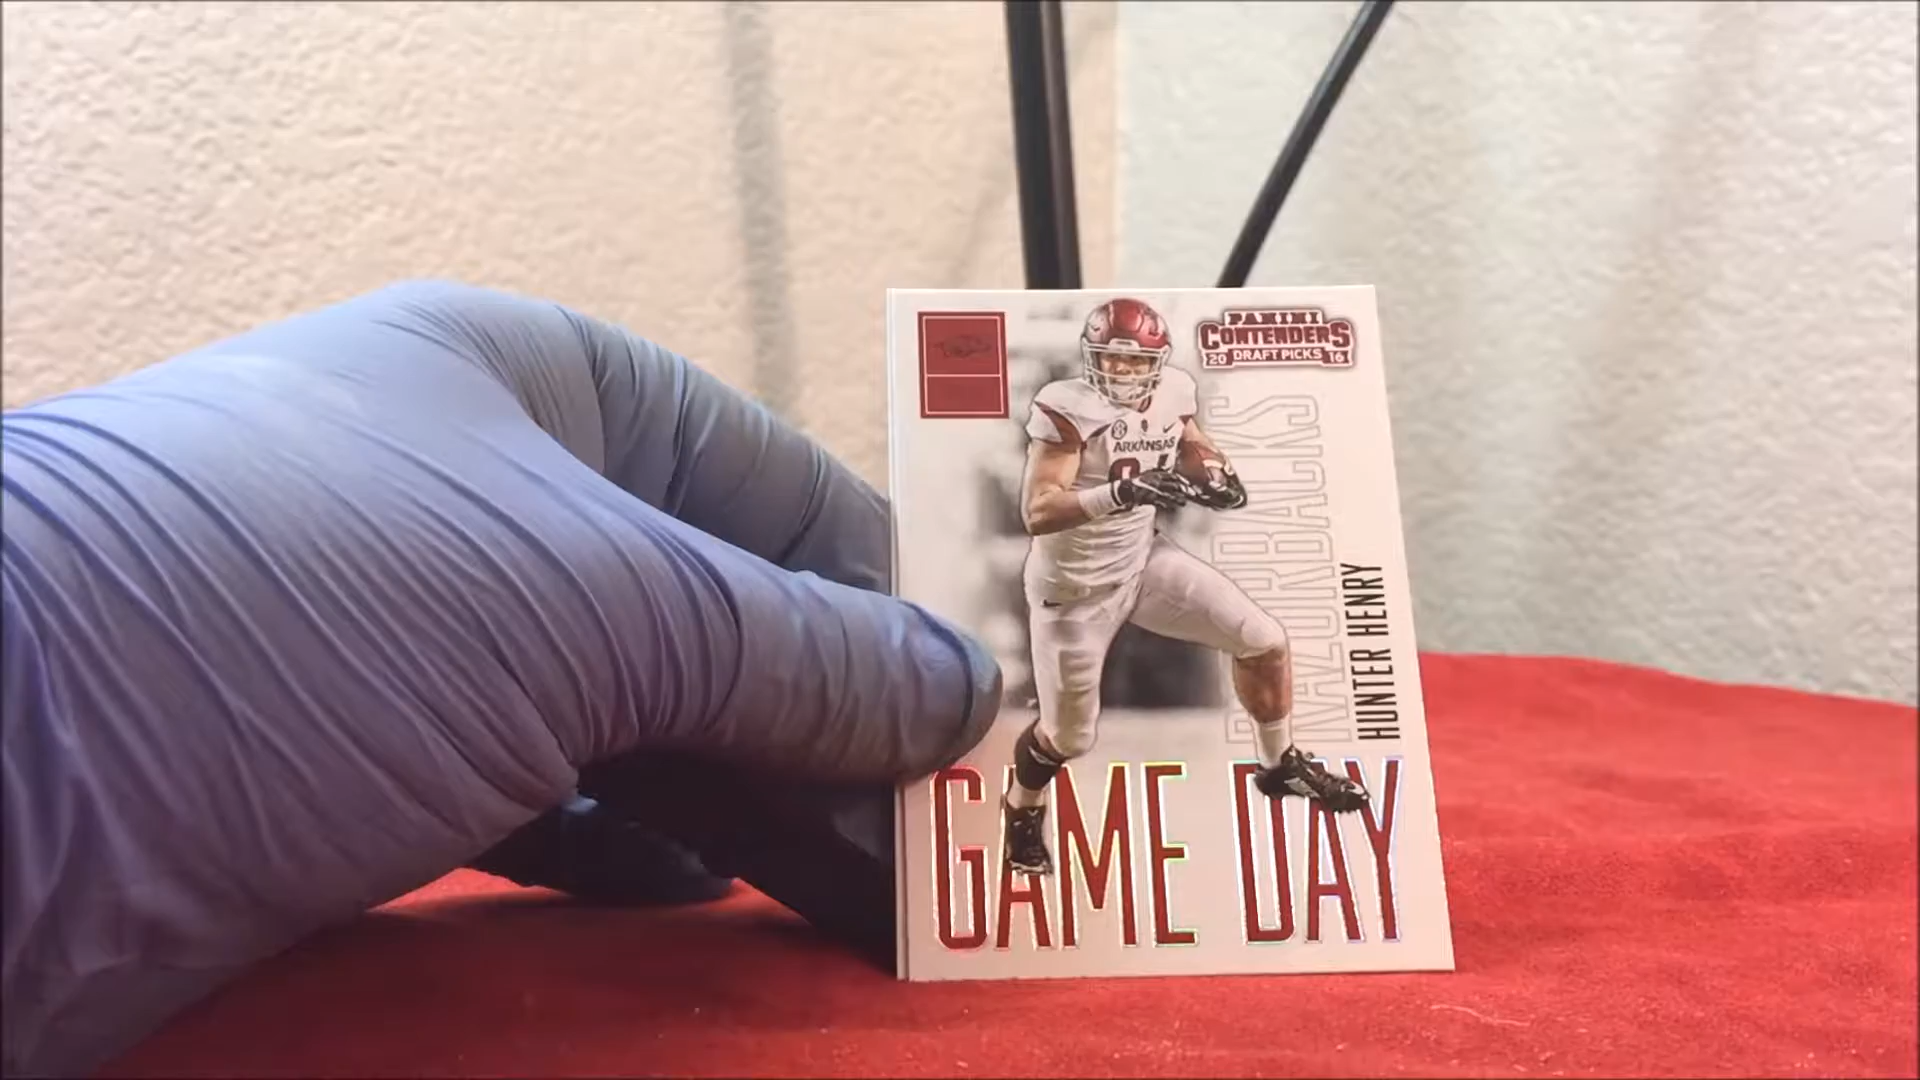 PANINI
CONTENDERS
20 DRAFT PICKS 16
ARKANSAS
RAZORBACKS
HUNTER HENRY
GAME DAY